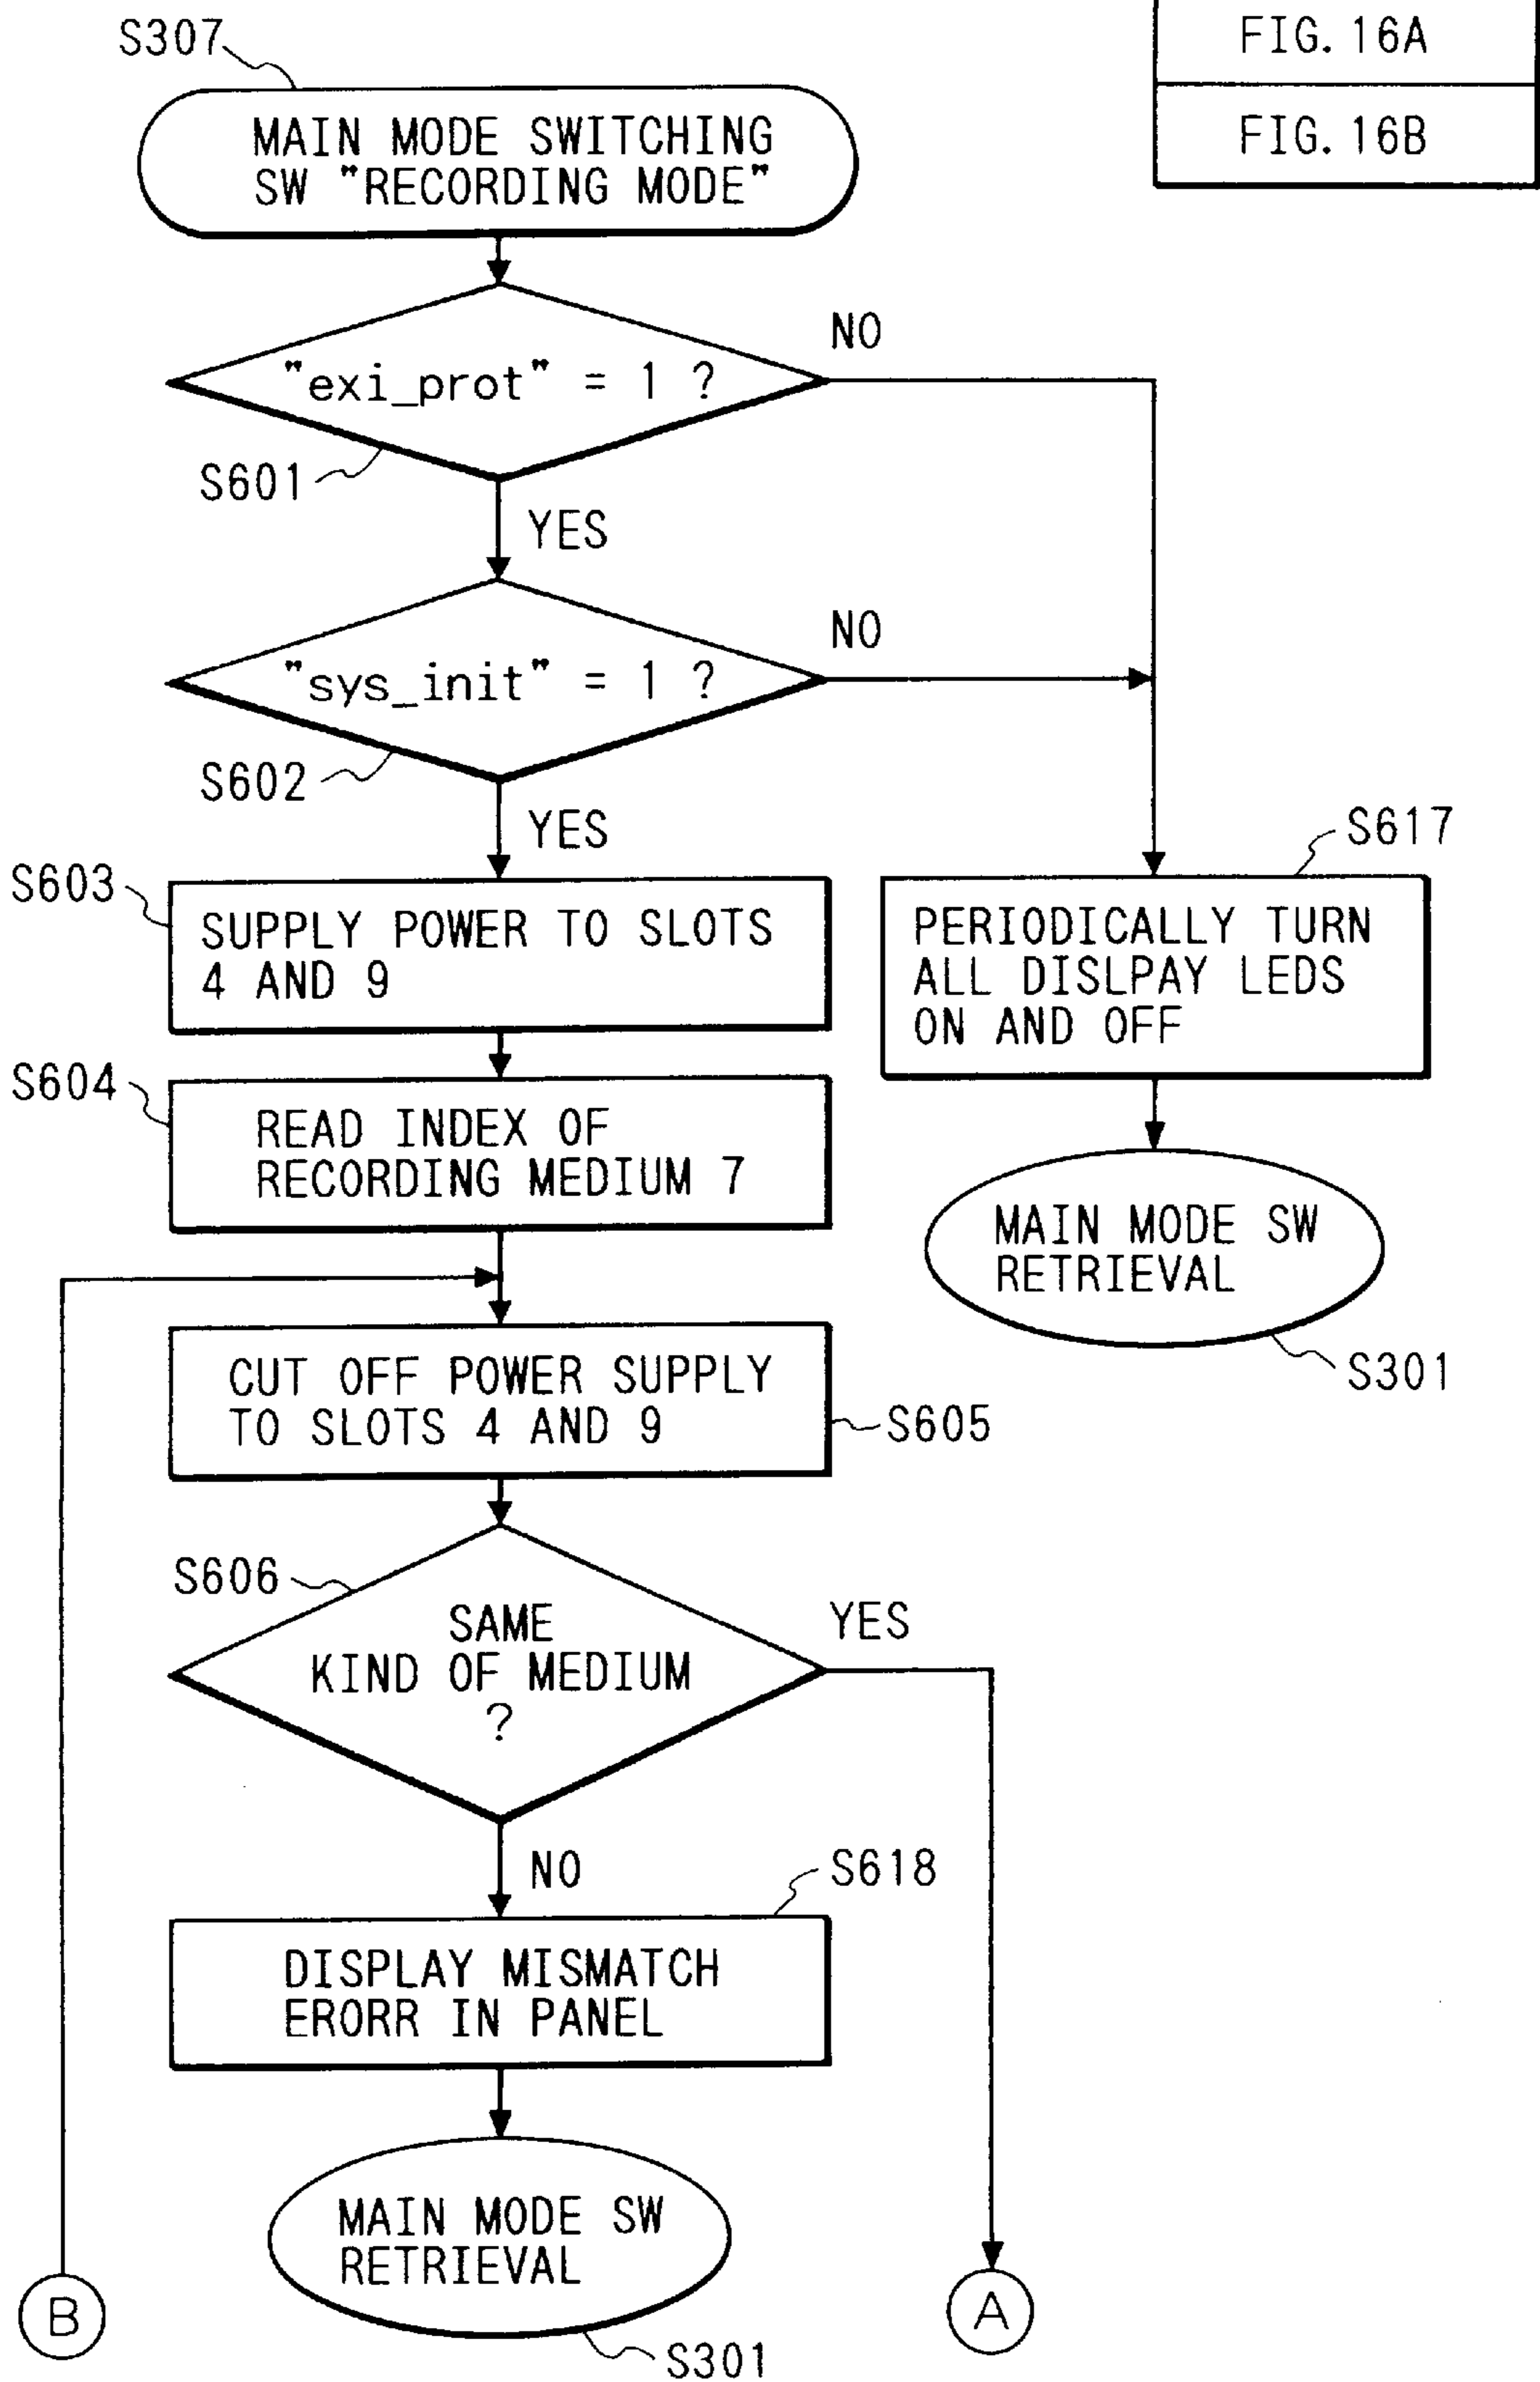 FIG. 16A
FIG. 16B
S307
MAIN MODE SWITCHING
SW "RECORDING MODE"
"exi_prot" = 1 ?
NO
S601
YES
"sys_init" = 1 ?
NO
S602
YES
S603
SUPPLY POWER TO SLOTS
4 AND 9
S617
PERIODICALLY TURN
ALL DISLPAY LEDS
ON AND OFF
S604
READ INDEX OF
RECORDING MEDIUM 7
MAIN MODE SW
RETRIEVAL
S301
CUT OFF POWER SUPPLY
TO SLOTS 4 AND 9
S605
S606
SAME
KIND OF MEDIUM
?
YES
NO
S618
DISPLAY MISMATCH
ERORR IN PANEL
MAIN MODE SW
RETRIEVAL
S301
B
A